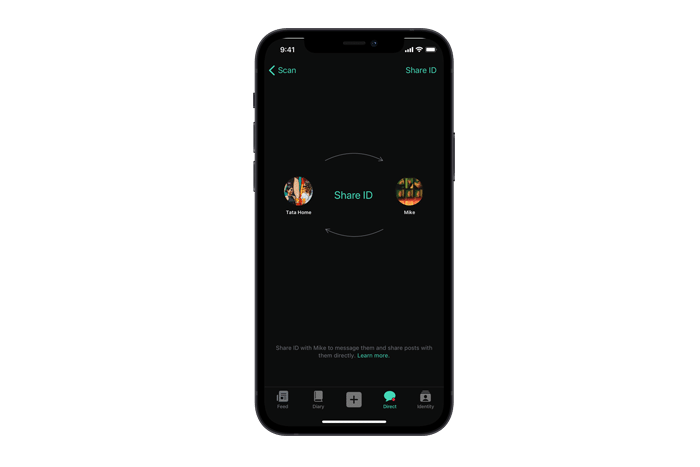 9:41
Scan
Share ID
Share ID
Tata Home
Mike
Share ID with Mike to message them and share posts with
them directly. Learn more.
Feed
Diary
Direct
Identity